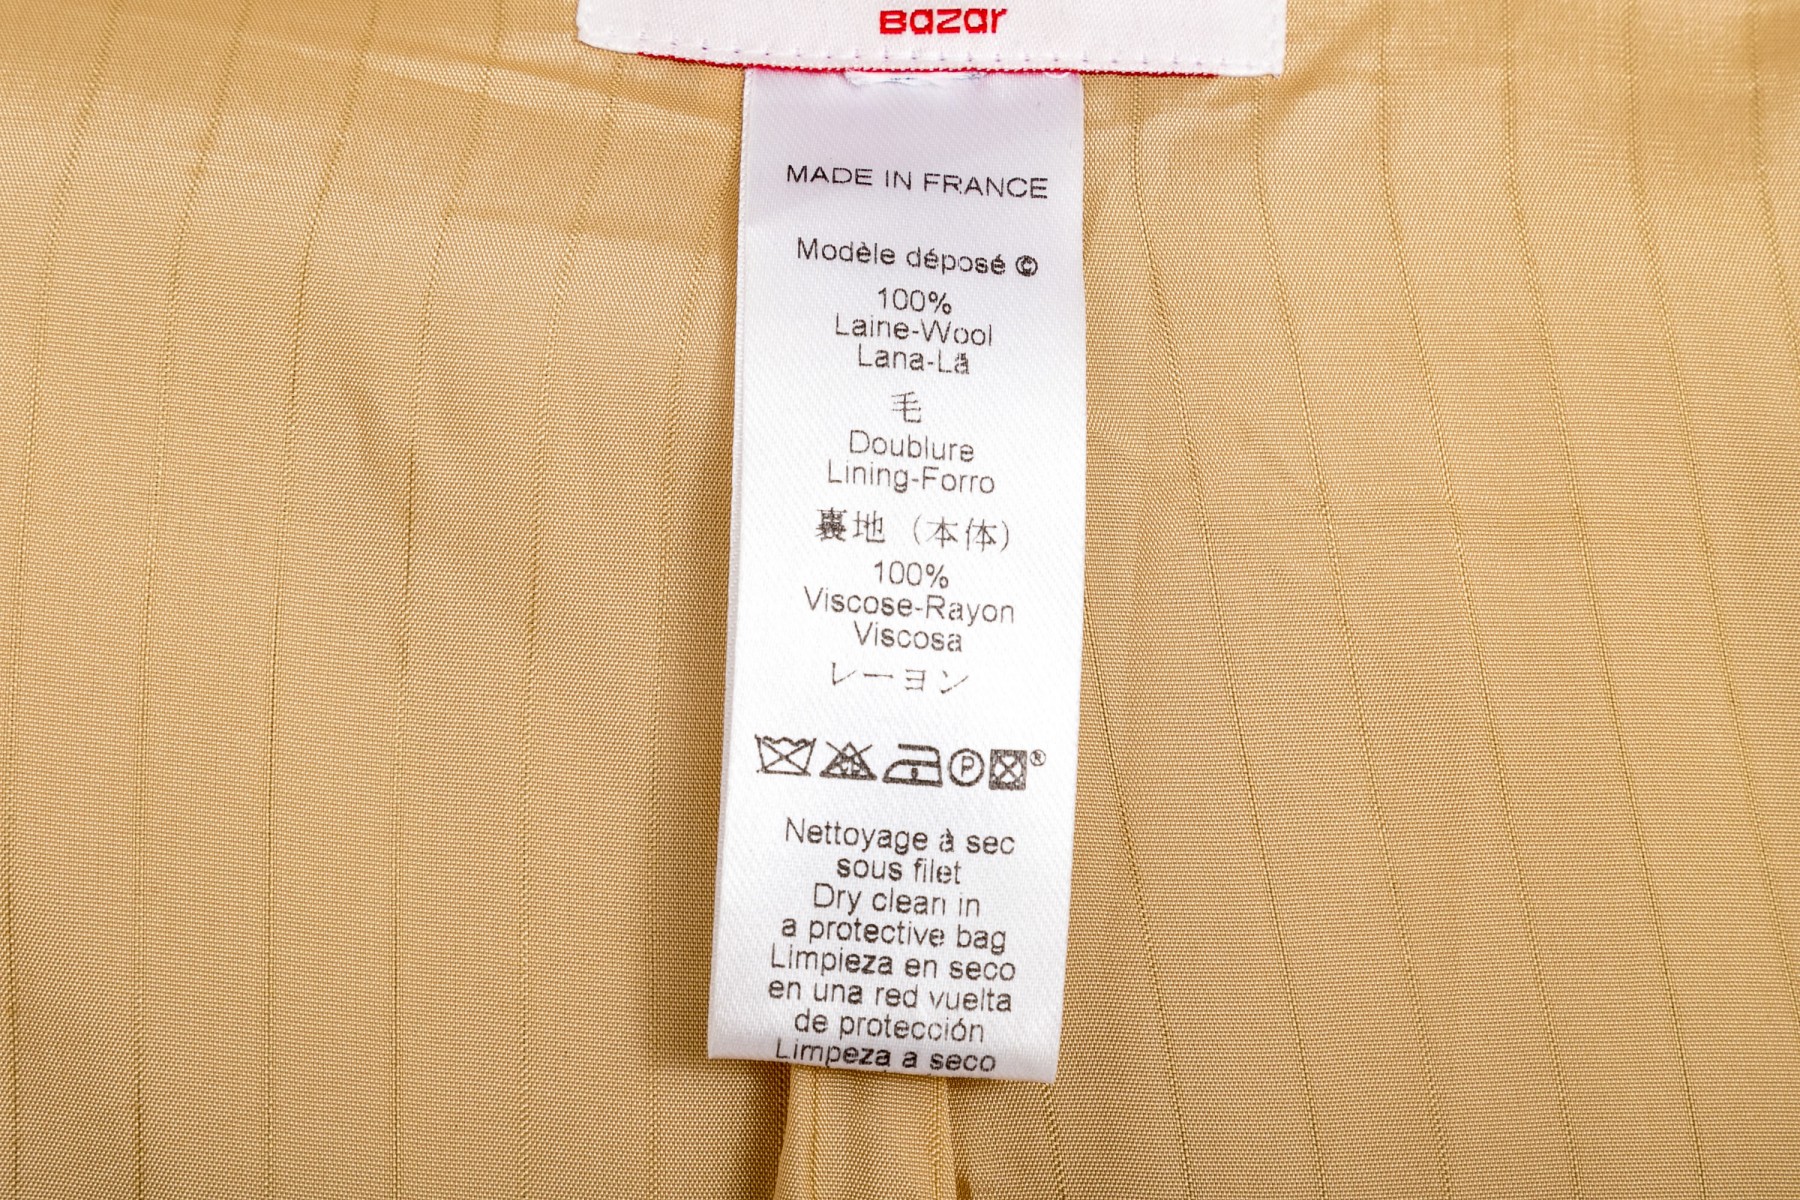 Bazar
MADE IN FRANCE
Modèle déposé ©
100%
Laine-Wool
Lana-Lã
毛
Doublure
Lining-Forro
裏地（本体）
100%
Viscose-Rayon
Viscosa
レーヨン
P ®
Nettoyage à sec
sous filet
Dry clean in
a protective bag
Limpieza en seco
en una red vuelta
de protección
Limpeza a seco